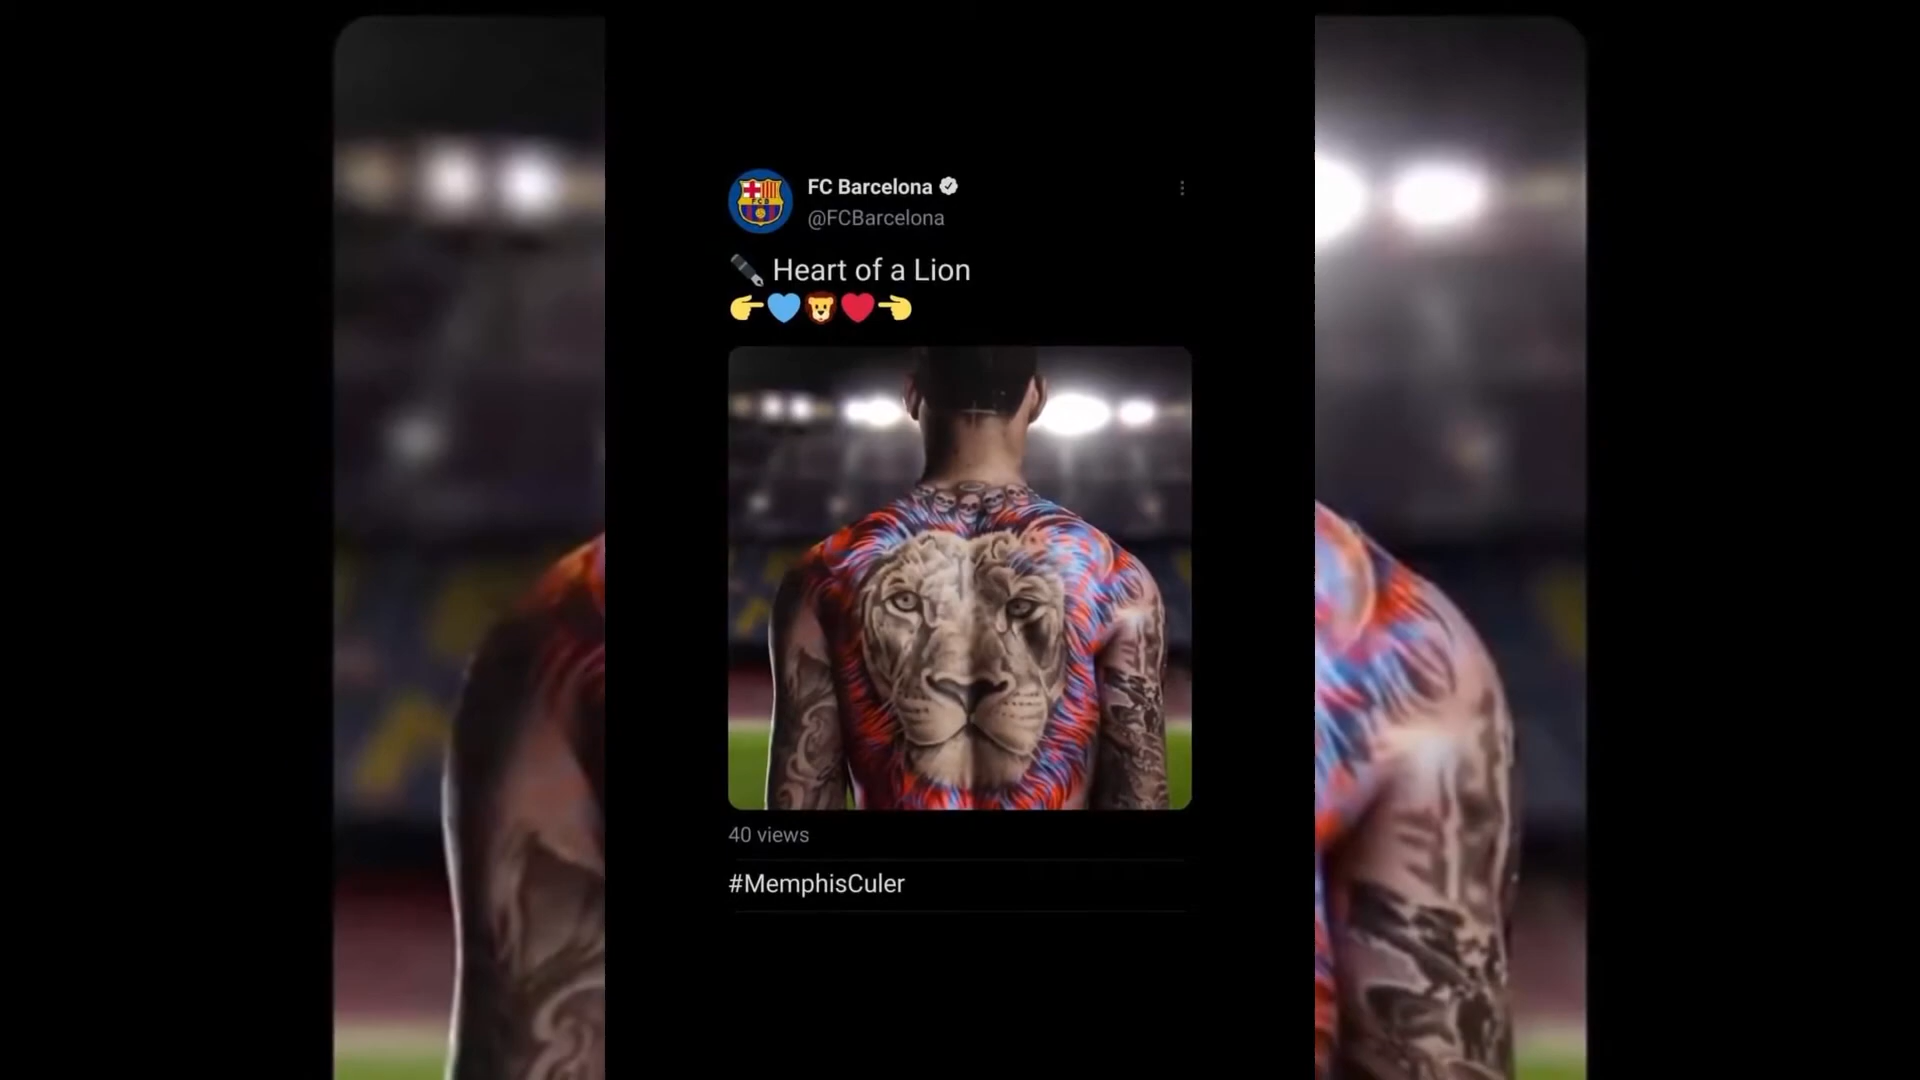 FC Barcelona
@FCBarcelona
Heart of a Lion
40 views
#MemphisCuler